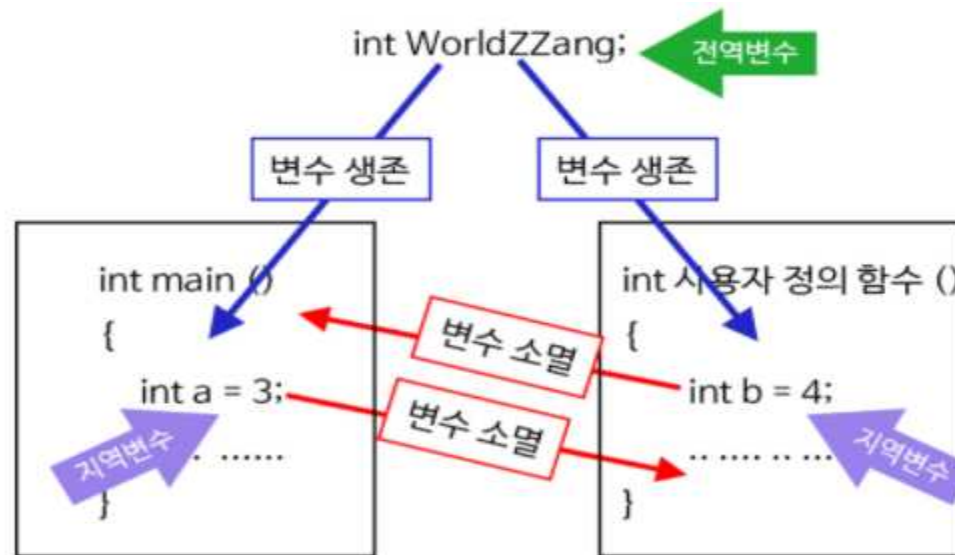 int WorldZZang;
전역변수
변수 생존
변수 생존
int main ()
{
int a = 3;
지역변수
. ......
}
변수 소멸
변수 소멸
int 사용자 정의 함수 ()
{
int b = 4;
지역변수
.. .... .. ...
}